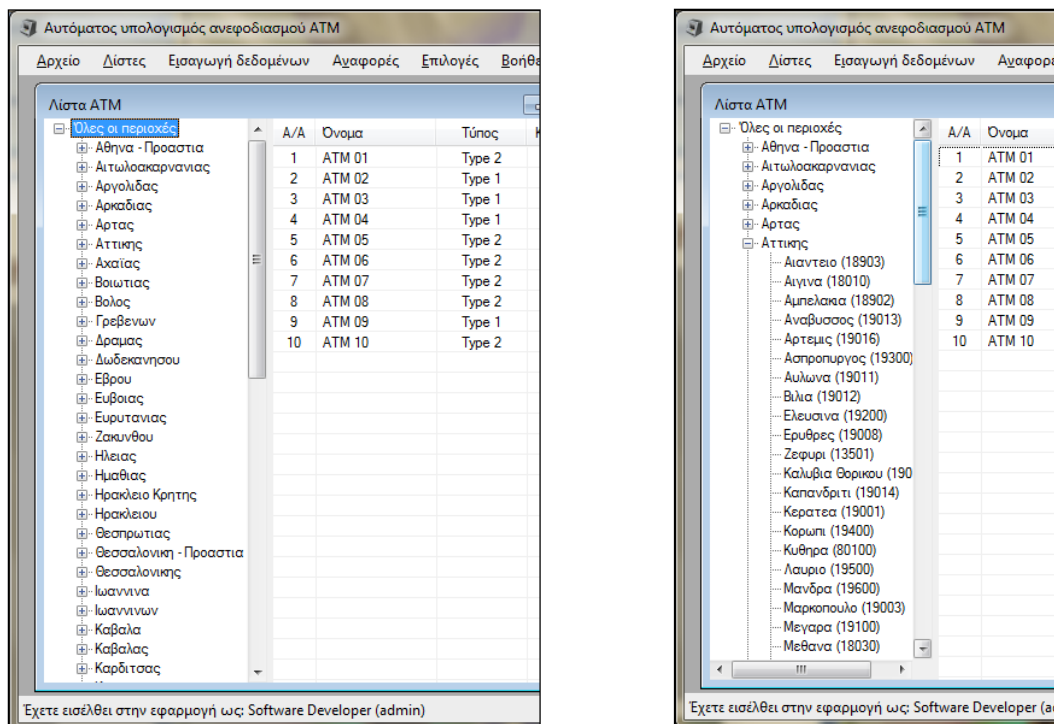 Αυτόματος υπολογισμός ανεφοδιασμού ATM
Αρχείο Λίστες Εισαγωγή δεδομένων Αναφορές Επιλογές Βοήθε
Λίστα ATM
Όλες οι περιοχές
Αθηνα - Προαστια
Αιτωλοακαρνανιας
Αργολιδας
Αρκαδιας
Αρτας
Αττικης
Αχαϊας
Βοιωτιας
Βολος
Γρεβενων
Δραμας
Δωδεκανησου
Εβρου
Ευβοιας
Ευρυτανιας
Ζακυνθου
Ηλειας
Ημαθιας
Ηρακλειο Κρητης
Ηρακλειου
Θεσπρωτιας
Θεσσαλονικη - Προαστια
Θεσσαλονικης
Ιωαννινα
Ιωαννινων
Καβαλα
Καβαλας
Καρδιτσας
Α/Α Όνομα Τύπος
1 ATM 01 Type 2
2 ATM 02 Type 1
3 ATM 03 Type 1
4 ATM 04 Type 1
5 ATM 05 Type 2
6 ATM 06 Type 2
7 ATM 07 Type 2
8 ATM 08 Type 2
9 ATM 09 Type 1
10 ATM 10 Type 2
Έχετε εισέλθει στην εφαρμογή ως: Software Developer (admin)
Αυτόματος υπολογισμός ανεφοδιασμού ATM
Αρχείο Λίστες Εισαγωγή δεδομένων Αναφορέ
Λίστα ATM
Όλες οι περιοχές
Αθηνα - Προαστια
Αιτωλοακαρνανιας
Αργολιδας
Αρκαδιας
Αρτας
Αττικης
Αιαντειο (18903)
Αιγινα (18010)
Αμπελακια (18902)
Αναβυσσος (19013)
Αρτεμις (19016)
Ασπροπυργος (19300)
Αυλωνα (19011)
Βιλια (19012)
Ελευσινα (19200)
Ερυθρες (19008)
Ζεφυρι (13501)
Καλυβια Θορικου (190
Καπανδριτι (19014)
Κερατεα (19001)
Κορωπι (19400)
Κυθηρα (80100)
Λαυριο (19500)
Μανδρα (19600)
Μαρκοπουλο (19003)
Μεγαρα (19100)
Μεθανα (18030)
Α/Α Όνομα
1 ATM 01
2 ATM 02
3 ATM 03
4 ATM 04
5 ATM 05
6 ATM 06
7 ATM 07
8 ATM 08
9 ATM 09
10 ATM 10
Έχετε εισέλθει στην εφαρμογή ως: Software Developer (a